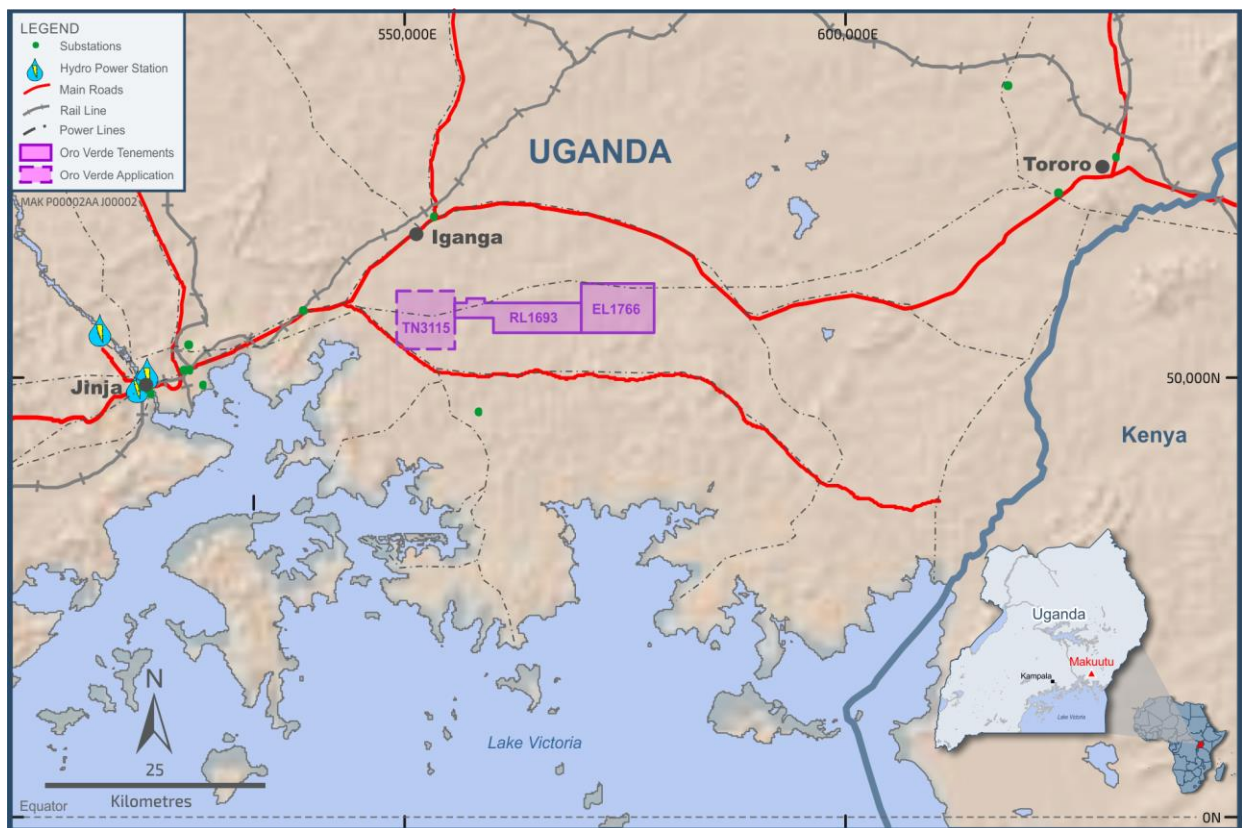 LEGEND
Substations
Hydro Power Station
Main Roads
Rail Line
Power Lines
Oro Verde Tenements
Oro Verde Application
MAK P00002AA J00002
550,000E
600,000E
UGANDA
Tororo
Iganga
TN3115
RL1693
EL1766
Jinja
50,000N
Kenya
Uganda
Makuutu
Kampala
Lake Victoria
Lake Victoria
N
25
Kilometres
Equator
0N